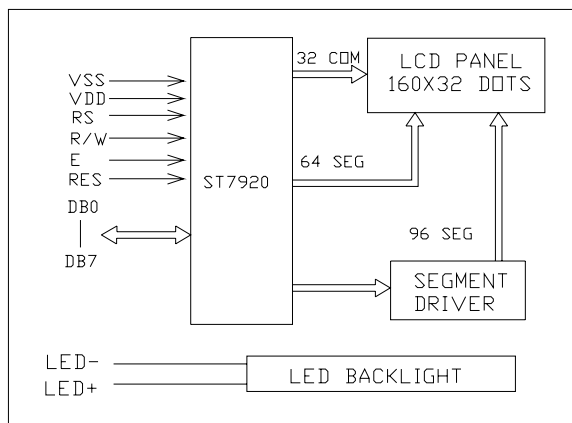 32 COM
LCD PANEL
160X32 DOTS
VSS
VDD
RS
R/W
E
RES
DB0
DB7
ST7920
64 SEG
96 SEG
SEGMENT
DRIVER
LED-
LED+
LED BACKLIGHT